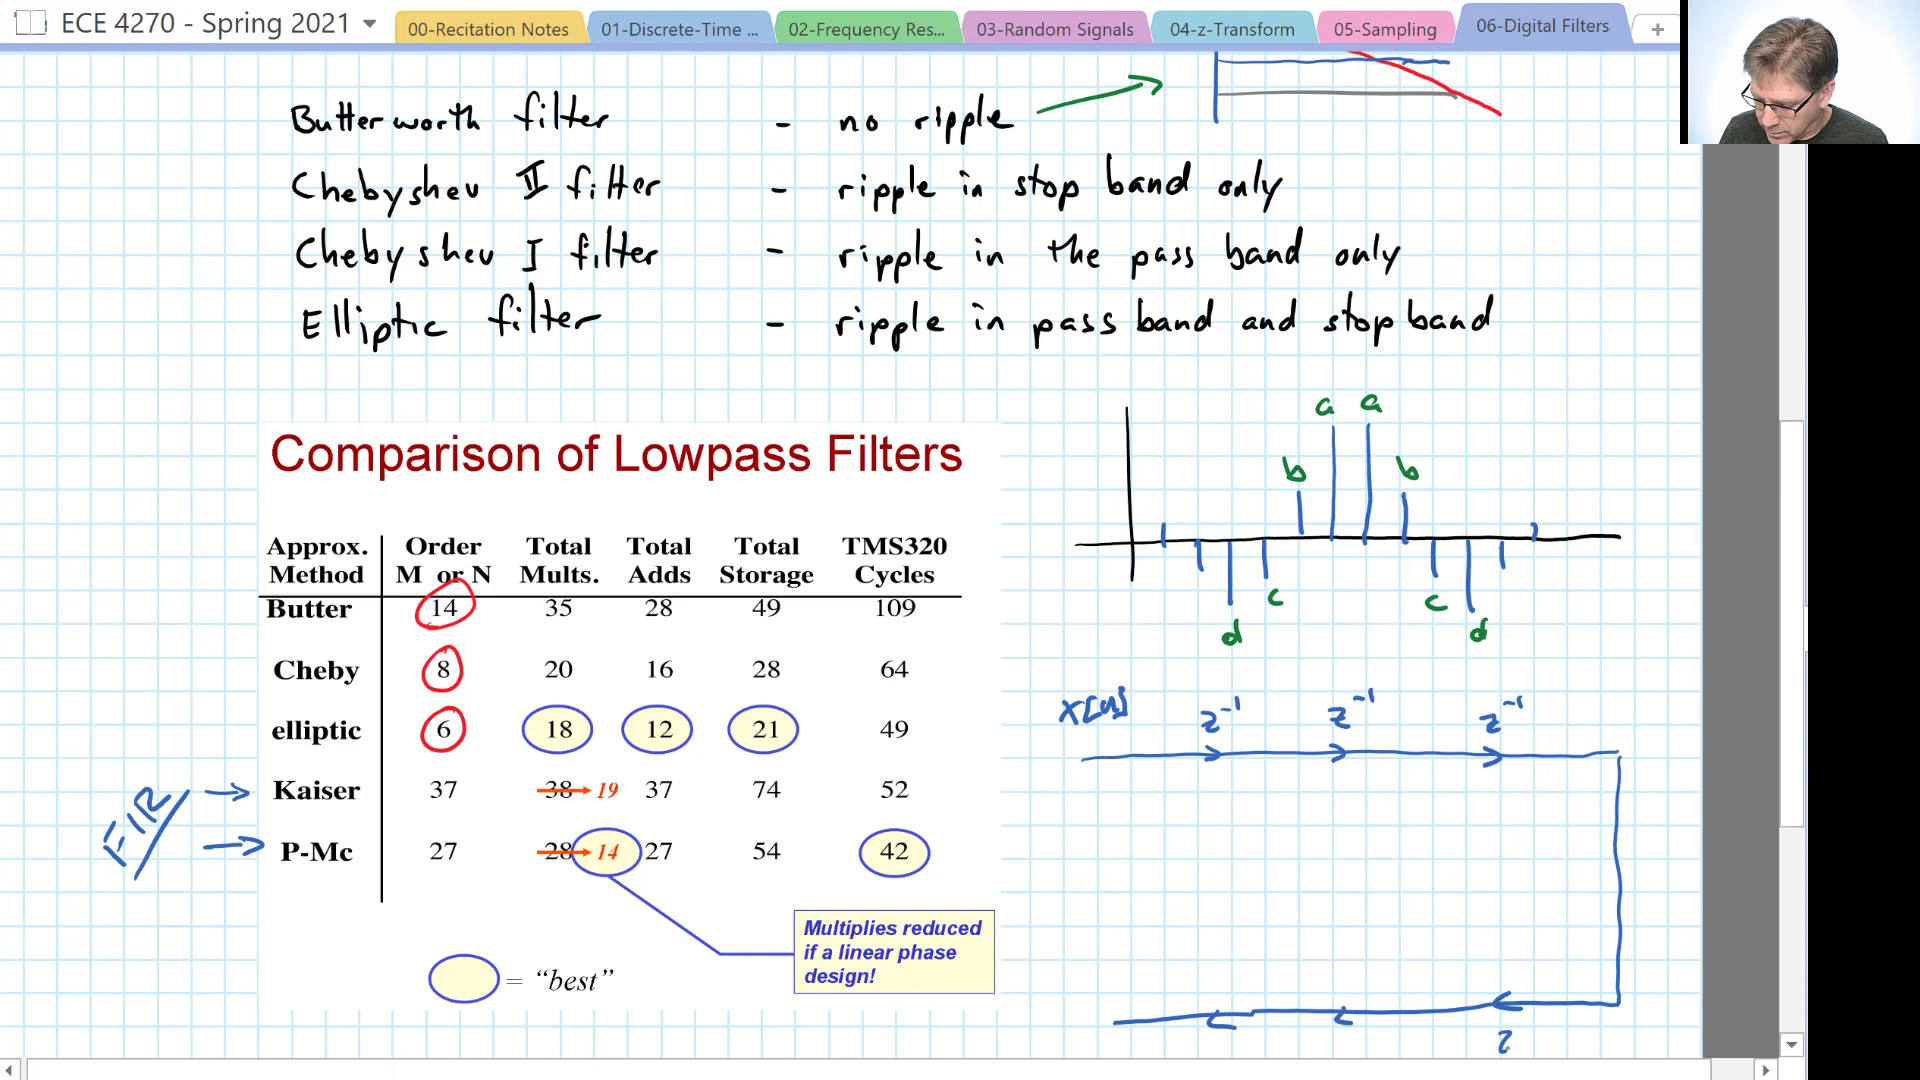 ECE 4270 - Spring 2021
00-Recitation Notes
01-Discrete-Time ...
02-Frequency Res...
03-Random Signals
04-z-Transform
05-Sampling
06-Digital Filters
Butterworth filter - no ripple
Chebyshev II filter - ripple in stop band only
Chebyshev I filter - ripple in the pass band only
Elliptic filter - ripple in pass band and stopband
Comparison of Lowpass Filters
Approx. Method Order M or N Total Mults. Total Adds Total Storage TMS320 Cycles
Butter 14 35 28 49 109
Cheby 8 20 16 28 64
elliptic 6 18 12 21 49
Kaiser 37 38 19 37 74 52
P-Mc 27 28 14 27 54 42
FIR
Multiplies reduced
if a linear phase
design!
= “best”
a a
b b
c c
d d
x[n] z⁻¹ z⁻¹ z⁻¹
z